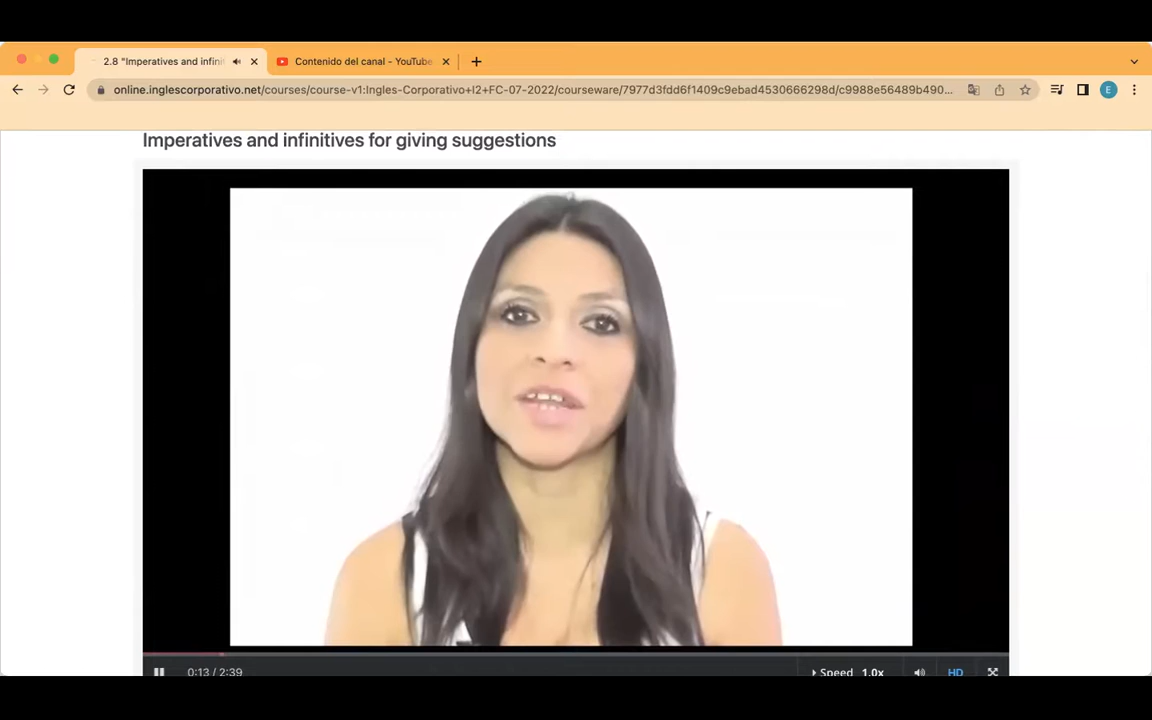 2.8 "Imperatives and infini
Contenido del canal - YouTube
online.inglescorporativo.net/courses/course-v1:Ingles-Corporativo+I2+FC-07-2022/courseware/7977d3fdd6f1409c9ebad4530666298d/c9988e56489b490...
E
Imperatives and infinitives for giving suggestions
0:13 / 2:39
Speed 1.0x
HD